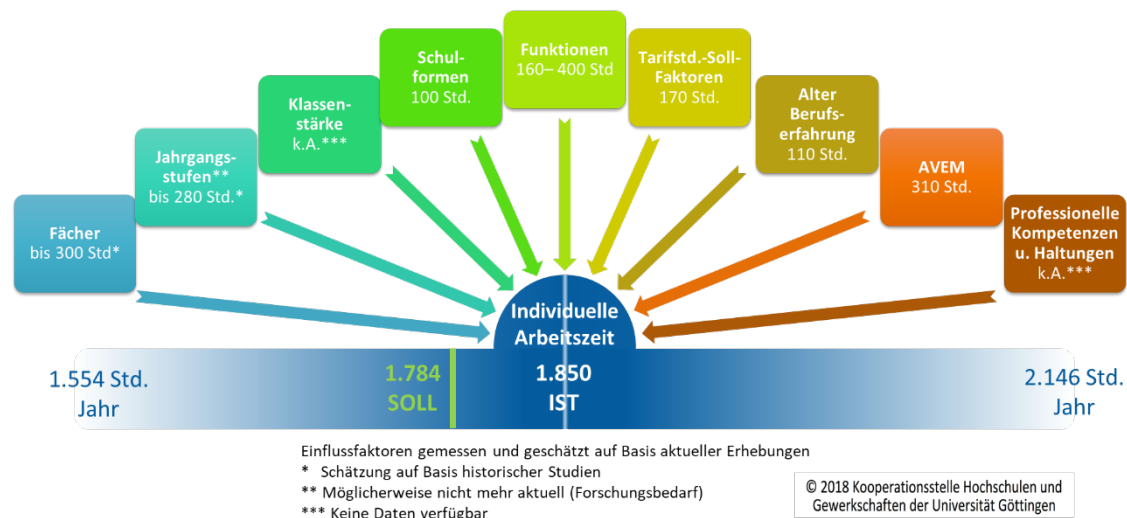 Fächer
bis 300 Std*
Jahrgangs-
stufen**
bis 280 Std.*
Klassen-
stärke
k.A.***
Schul-
formen
100 Std.
Funktionen
160– 400 Std
Tarifstd.-Soll-
Faktoren
170 Std.
Alter
Berufs-
erfahrung
110 Std.
AVEM
310 Std.
Professionelle
Kompetenzen
u. Haltungen
k.A.***
Individuelle
Arbeitszeit
1.554 Std.
Jahr
1.784
SOLL
1.850
IST
2.146 Std.
Jahr
Einflussfaktoren gemessen und geschätzt auf Basis aktueller Erhebungen
* Schätzung auf Basis historischer Studien
** Möglicherweise nicht mehr aktuell (Forschungsbedarf)
*** Keine Daten verfügbar
© 2018 Kooperationsstelle Hochschulen und
Gewerkschaften der Universität Göttingen